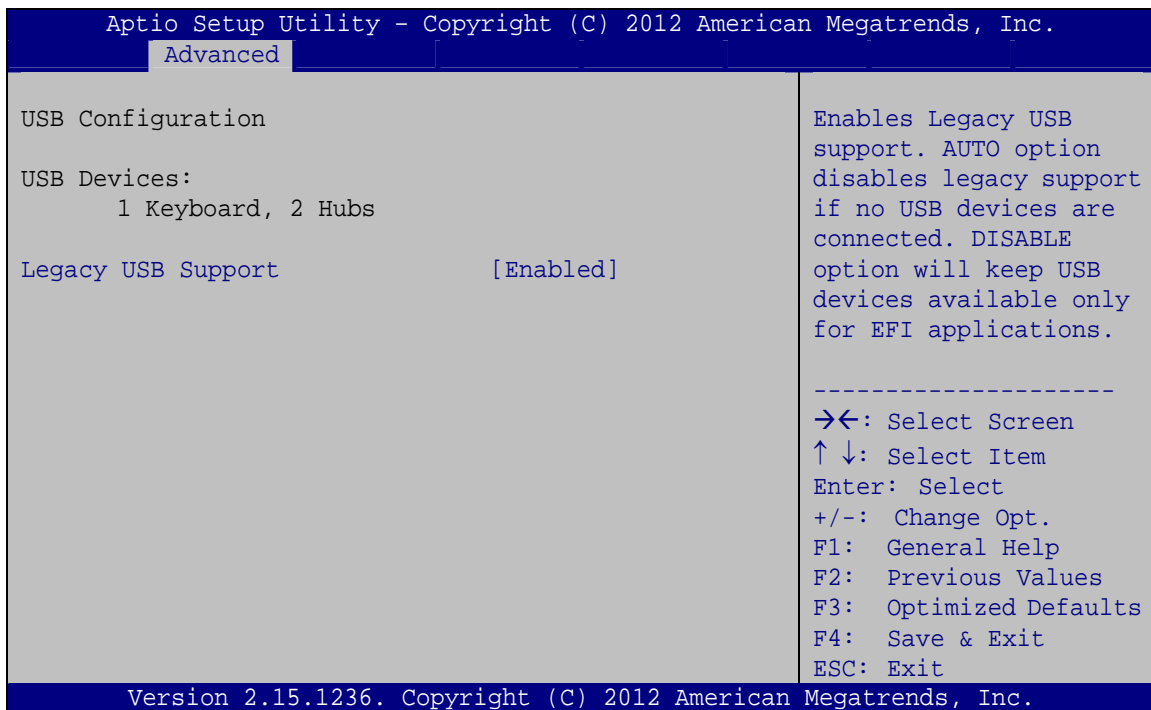 Aptio Setup Utility – Copyright (C) 2012 American Megatrends, Inc.
Advanced
USB Configuration
USB Devices:
1 Keyboard, 2 Hubs
Legacy USB Support [Enabled]
Enables Legacy USB
support. AUTO option
disables legacy support
if no USB devices are
connected. DISABLE
option will keep USB
devices available only
for EFI applications.
---------------------
→←: Select Screen
↑ ↓: Select Item
Enter: Select
+/-: Change Opt.
F1: General Help
F2: Previous Values
F3: Optimized Defaults
F4: Save & Exit
ESC: Exit
Version 2.15.1236. Copyright (C) 2012 American Megatrends, Inc.